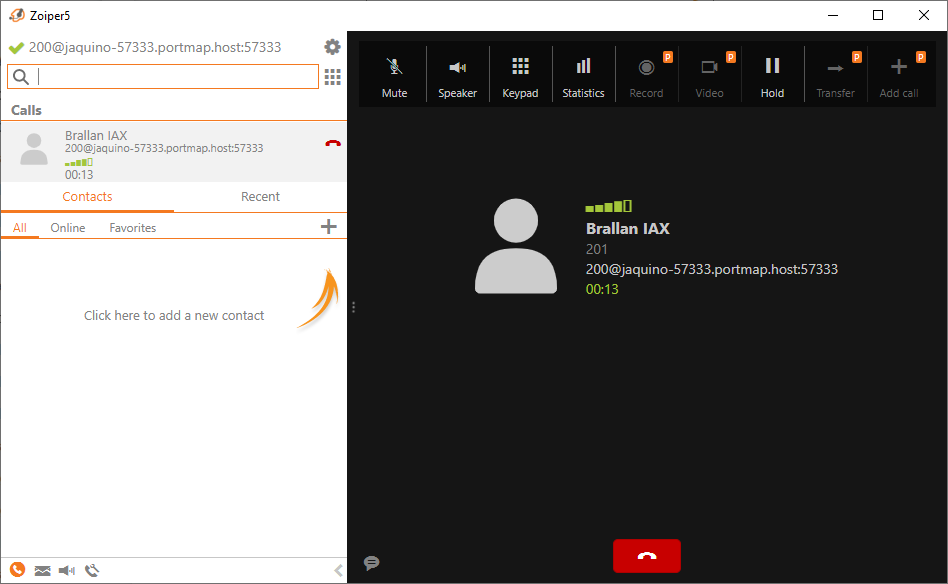 Zoiper5
200@jaquino-57333.portmap.host:57333
Calls
Brallan IAX
200@jaquino-57333.portmap.host:57333
00:13
Contacts Recent
All Online Favorites
Click here to add a new contact
Mute Speaker Keypad Statistics Record P Video P Hold Transfer P Add call P
Brallan IAX
201
200@jaquino-57333.portmap.host:57333
00:13